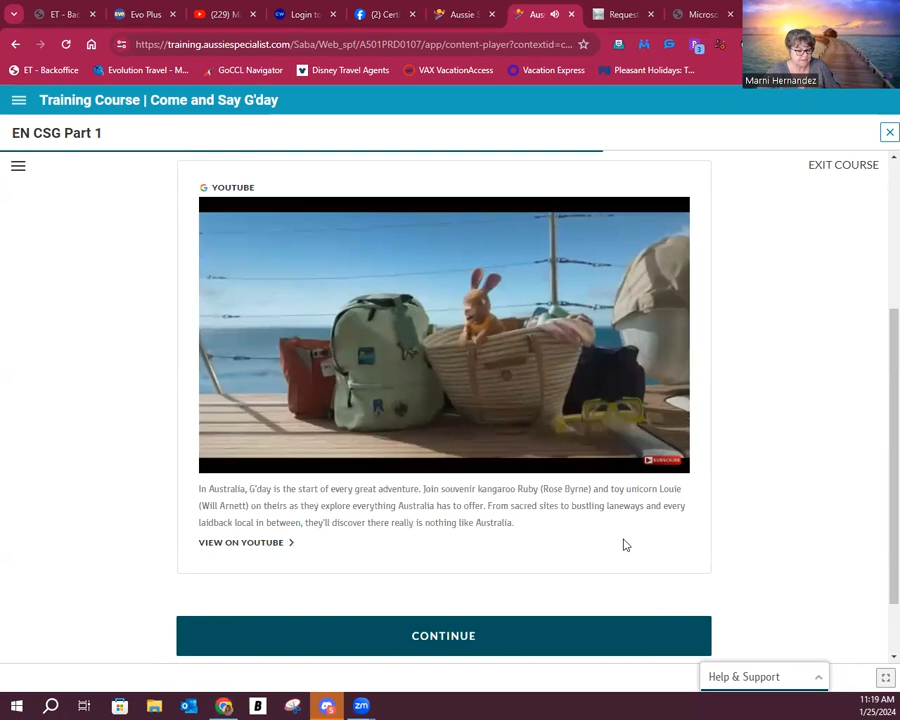 ET - Bac
Evo Plus
(229) M
Login to
(2) Certi
Aussie S
Aus
Request
Microso
https://training.aussiespecialist.com/Saba/Web_spf/A501PRD0107/app/content-player?contextid=c...
3
ET - Backoffice
Evolution Travel - M...
GoCCL Navigator
Disney Travel Agents
VAX VacationAccess
Vacation Express
Pleasant Holidays: T...
Marni Hernandez
Training Course | Come and Say G'day
EN CSG Part 1
EXIT COURSE
YOUTUBE
SUBSCRIBE
In Australia, G'day is the start of every great adventure. Join souvenir kangaroo Ruby (Rose Byrne) and toy unicorn Louie
(Will Arnett) on theirs as they explore everything Australia has to offer. From sacred sites to bustling laneways and every
laidback local in between, they'll discover there really is nothing like Australia.
VIEW ON YOUTUBE
CONTINUE
Help & Support
11:19 AM
1/25/2024